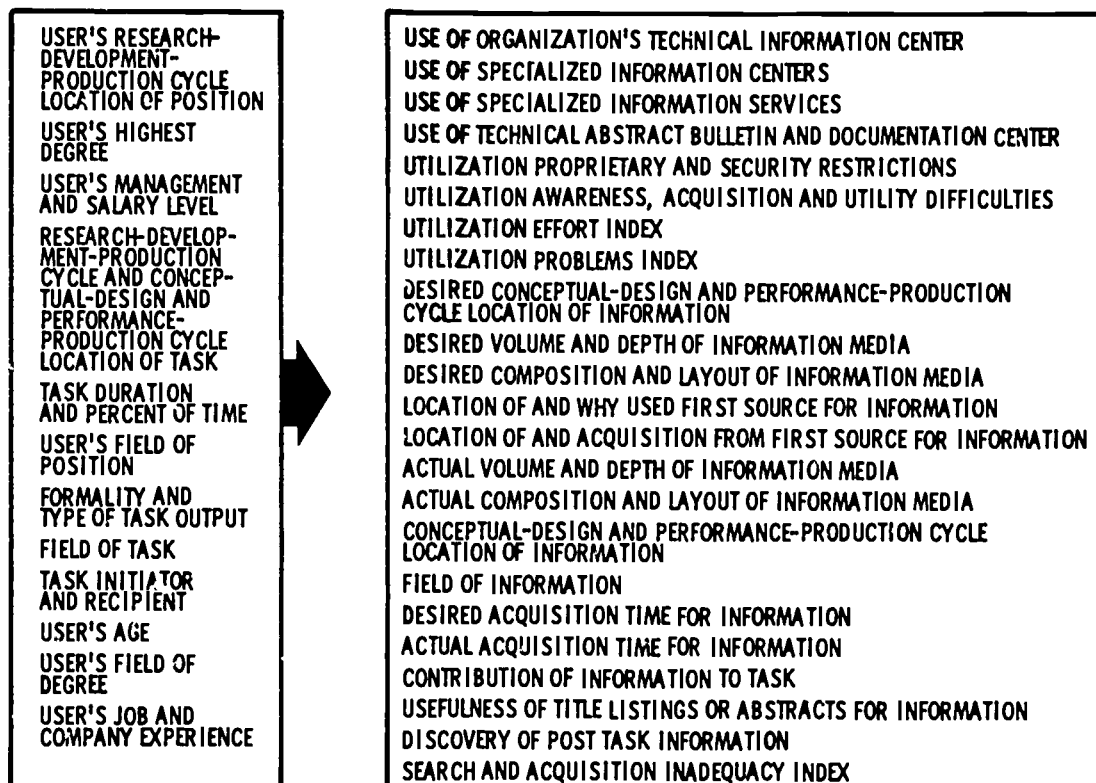 USER'S RESEARCH-
DEVELOPMENT-
PRODUCTION CYCLE
LOCATION OF POSITION
USER'S HIGHEST
DEGREE
USER'S MANAGEMENT
AND SALARY LEVEL
RESEARCH-DEVELOP-
MENT-PRODUCTION
CYCLE AND CONCEP-
TUAL-DESIGN AND
PERFORMANCE-
PRODUCTION CYCLE
LOCATION OF TASK
TASK DURATION
AND PERCENT OF TIME
USER'S FIELD OF
POSITION
FORMALITY AND
TYPE OF TASK OUTPUT
FIELD OF TASK
TASK INITIATOR
AND RECIPIENT
USER'S AGE
USER'S FIELD OF
DEGREE
USER'S JOB AND
COMPANY EXPERIENCE
USE OF ORGANIZATION'S TECHNICAL INFORMATION CENTER
USE OF SPECIALIZED INFORMATION CENTERS
USE OF SPECIALIZED INFORMATION SERVICES
USE OF TECHNICAL ABSTRACT BULLETIN AND DOCUMENTATION CENTER
UTILIZATION PROPRIETARY AND SECURITY RESTRICTIONS
UTILIZATION AWARENESS, ACQUISITION AND UTILITY DIFFICULTIES
UTILIZATION EFFORT INDEX
UTILIZATION PROBLEMS INDEX
DESIRED CONCEPTUAL-DESIGN AND PERFORMANCE-PRODUCTION
CYCLE LOCATION OF INFORMATION
DESIRED VOLUME AND DEPTH OF INFORMATION MEDIA
DESIRED COMPOSITION AND LAYOUT OF INFORMATION MEDIA
LOCATION OF AND WHY USED FIRST SOURCE FOR INFORMATION
LOCATION OF AND ACQUISITION FROM FIRST SOURCE FOR INFORMATION
ACTUAL VOLUME AND DEPTH OF INFORMATION MEDIA
ACTUAL COMPOSITION AND LAYOUT OF INFORMATION MEDIA
CONCEPTUAL-DESIGN AND PERFORMANCE-PRODUCTION CYCLE
LOCATION OF INFORMATION
FIELD OF INFORMATION
DESIRED ACQUISITION TIME FOR INFORMATION
ACTUAL ACQUISITION TIME FOR INFORMATION
CONTRIBUTION OF INFORMATION TO TASK
USEFULNESS OF TITLE LISTINGS OR ABSTRACTS FOR INFORMATION
DISCOVERY OF POST TASK INFORMATION
SEARCH AND ACQUISITION INADEQUACY INDEX